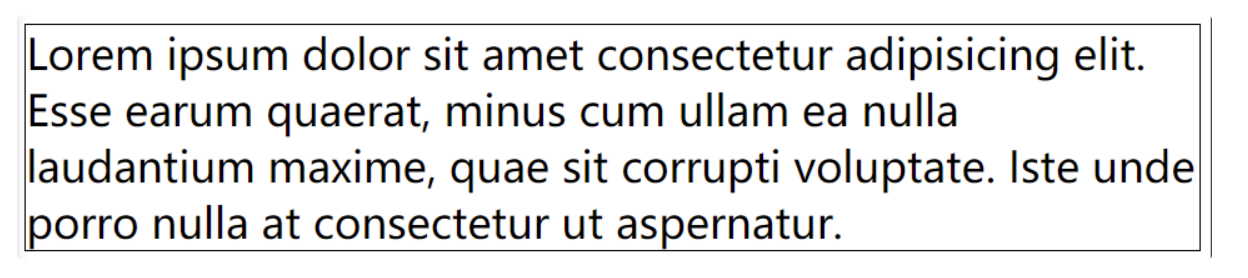 Lorem ipsum dolor sit amet consectetur adipisicing elit.
Esse earum quaerat, minus cum ullam ea nulla
laudantium maxime, quae sit corrupti voluptate. Iste unde
porro nulla at consectetur ut aspernatur.